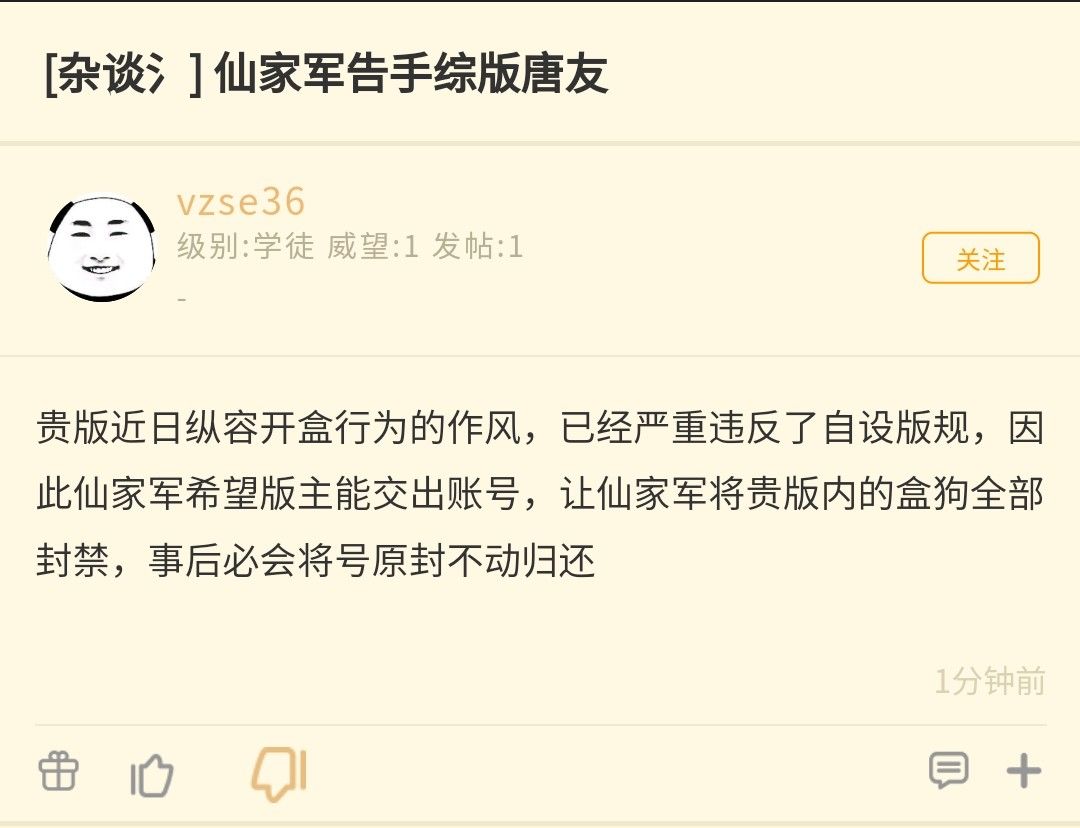 [杂谈氵] 仙家军告手综版唐友
vzse36
级别:学徒 威望:1 发帖:1
-
关注
贵版近日纵容开盒行为的作风，已经严重违反了自设版规，因
此仙家军希望版主能交出账号，让仙家军将贵版内的盒狗全部
封禁，事后必会将号原封不动归还
1分钟前